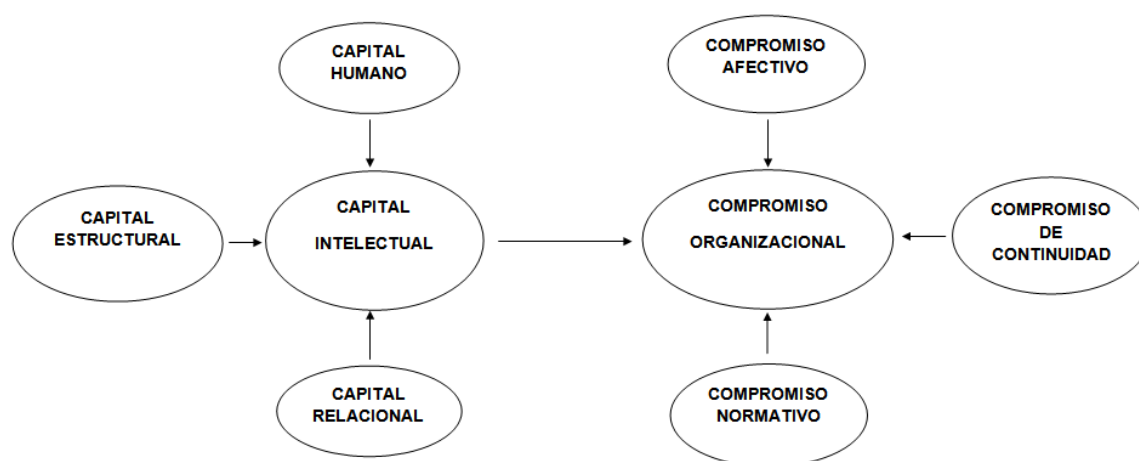 CAPITAL
HUMANO
COMPROMISO
AFECTIVO
CAPITAL
ESTRUCTURAL
CAPITAL
INTELECTUAL
COMPROMISO
ORGANIZACIONAL
COMPROMISO
DE
CONTINUIDAD
CAPITAL
RELACIONAL
COMPROMISO
NORMATIVO